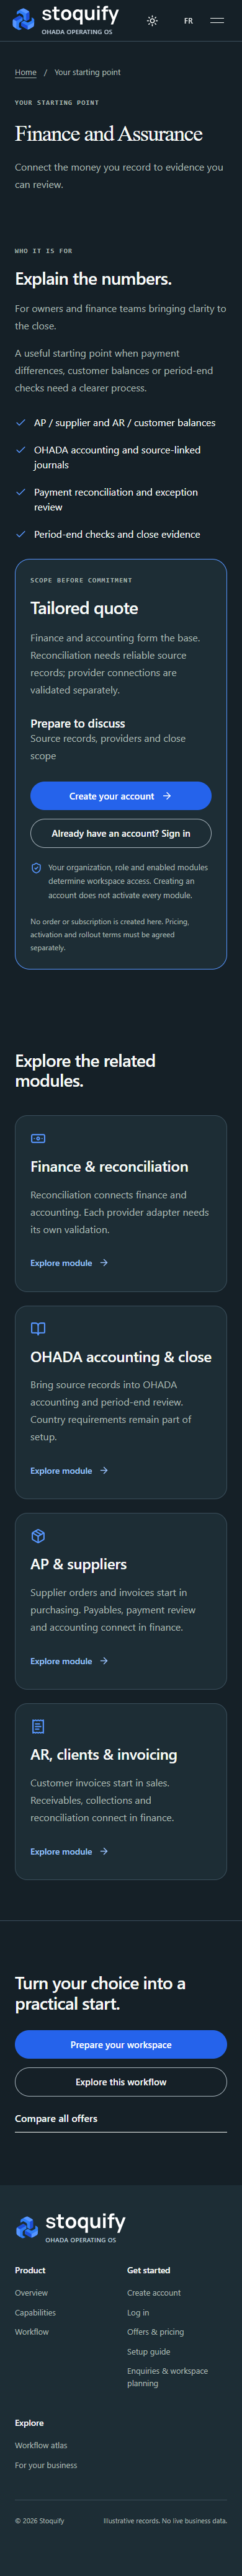 stoquify
OHADA OPERATING OS
FR
Home / Your starting point
YOUR STARTING POINT
Finance and Assurance
Connect the money you record to evidence you
can review.
WHO IT IS FOR
Explain the numbers.
For owners and finance teams bringing clarity to
the close.
A useful starting point when payment
differences, customer balances or period-end
checks need a clearer process.
AP / supplier and AR / customer balances
OHADA accounting and source-linked
journals
Payment reconciliation and exception
review
Period-end checks and close evidence
SCOPE BEFORE COMMITMENT
Tailored quote
Finance and accounting form the base.
Reconciliation needs reliable source
records; provider connections are
validated separately.
Prepare to discuss
Source records, providers and close
scope
Create your account
Already have an account? Sign in
Your organization, role and enabled modules
determine workspace access. Creating an
account does not activate every module.
No order or subscription is created here. Pricing,
activation and rollout terms must be agreed
separately.
Explore the related
modules.
Finance & reconciliation
Reconciliation connects finance and
accounting. Each provider adapter needs
its own validation.
Explore module
OHADA accounting & close
Bring source records into OHADA
accounting and period-end review.
Country requirements remain part of
setup.
Explore module
AP & suppliers
Supplier orders and invoices start in
purchasing. Payables, payment review
and accounting connect in finance.
Explore module
AR, clients & invoicing
Customer invoices start in sales.
Receivables, collections and
reconciliation connect in finance.
Explore module
Turn your choice into a
practical start.
Prepare your workspace
Explore this workflow
Compare all offers
stoquify
OHADA OPERATING OS
Product
Overview
Capabilities
Workflow
Get started
Create account
Log in
Offers & pricing
Setup guide
Enquiries & workspace
planning
Explore
Workflow atlas
For your business
© 2026 Stoquify
Illustrative records. No live business data.